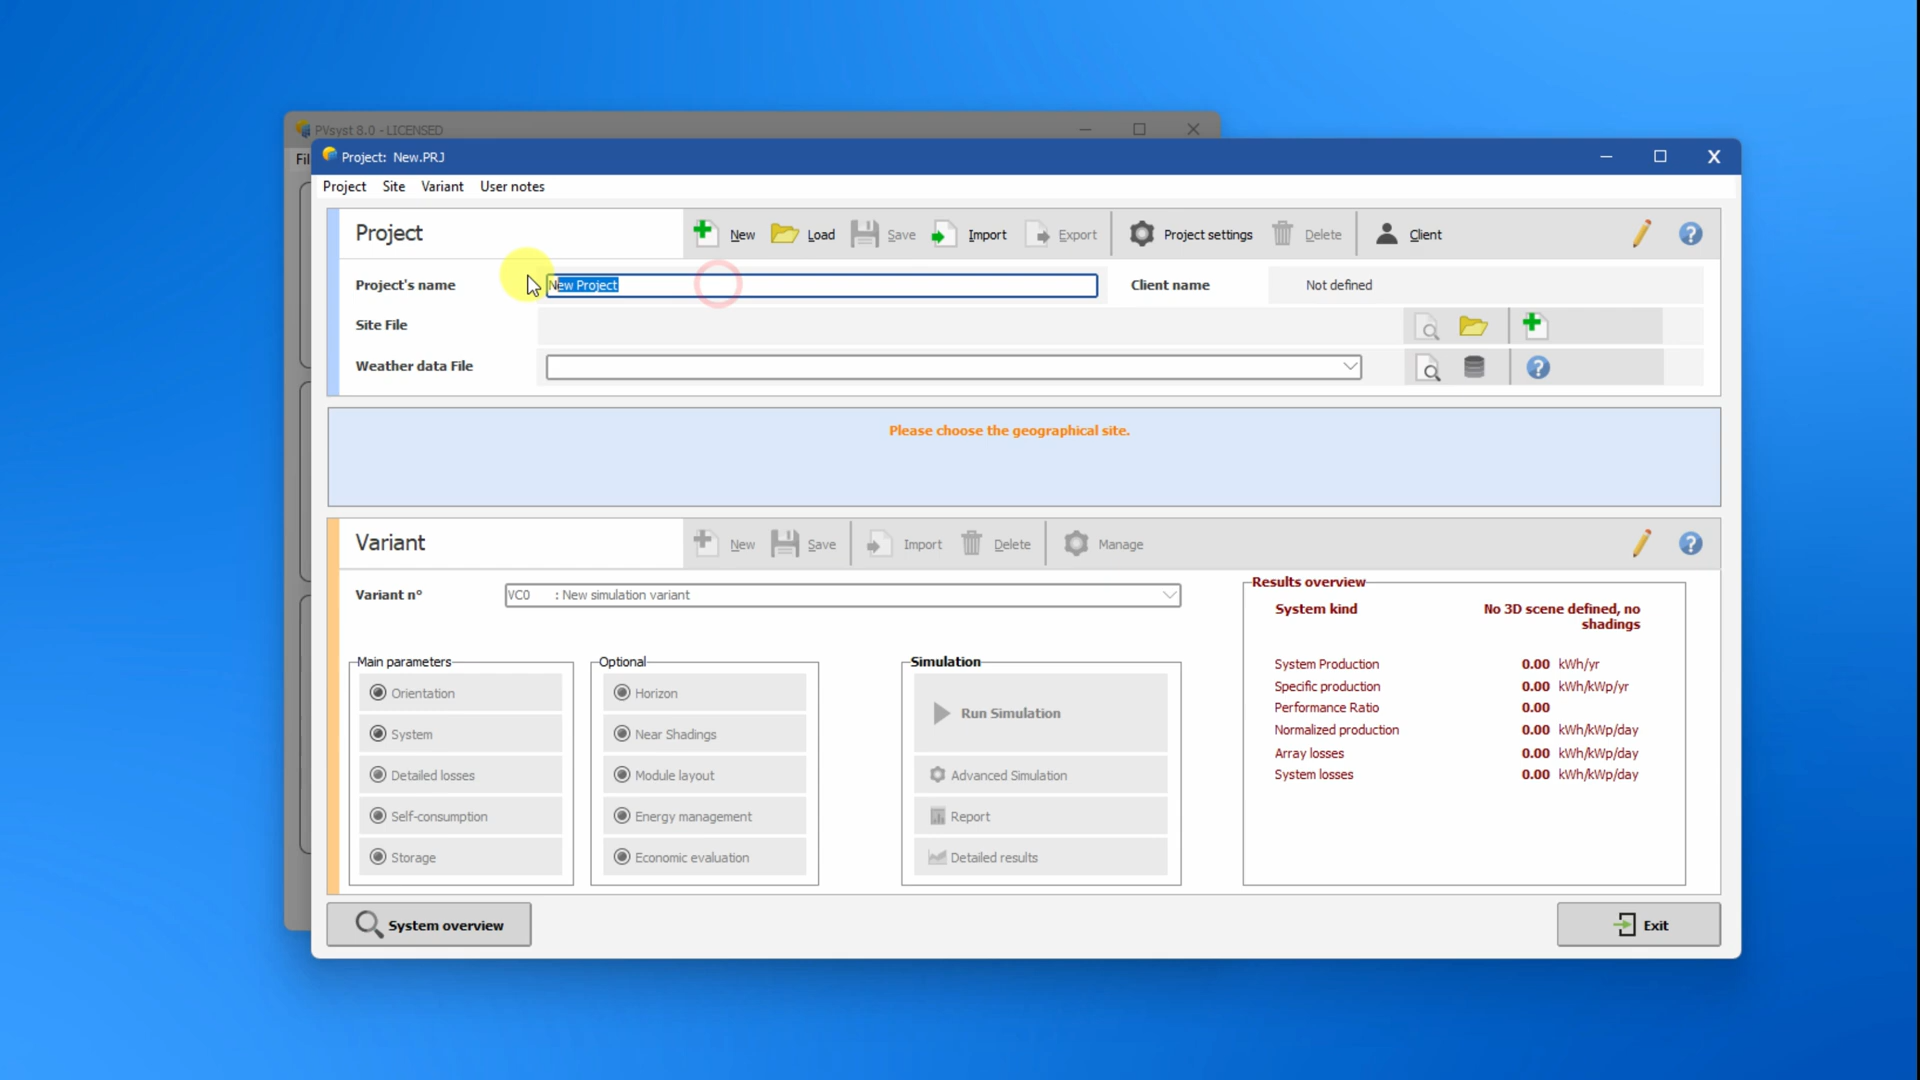 PVsyst 8.0 - LICENSED
Fil
Project: New.PRJ
Project Site Variant User notes
Project
New Load Save Import Export Project settings Delete Client
Project's name New Project Client name Not defined
Site File
Weather data File
Please choose the geographical site.
Variant
New Save Import Delete Manage
Variant n° VC0 : New simulation variant
Results overview
System kind No 3D scene defined, no
shadings
Main parameters Optional Simulation
System Production 0.00 kWh/yr
Specific production 0.00 kWh/kWp/yr
Performance Ratio 0.00
Normalized production 0.00 kWh/kWp/day
Array losses 0.00 kWh/kWp/day
System losses 0.00 kWh/kWp/day
Orientation Horizon Run Simulation
System Near Shadings
Detailed losses Module layout Advanced Simulation
Self-consumption Energy management Report
Storage Economic evaluation Detailed results
System overview Exit